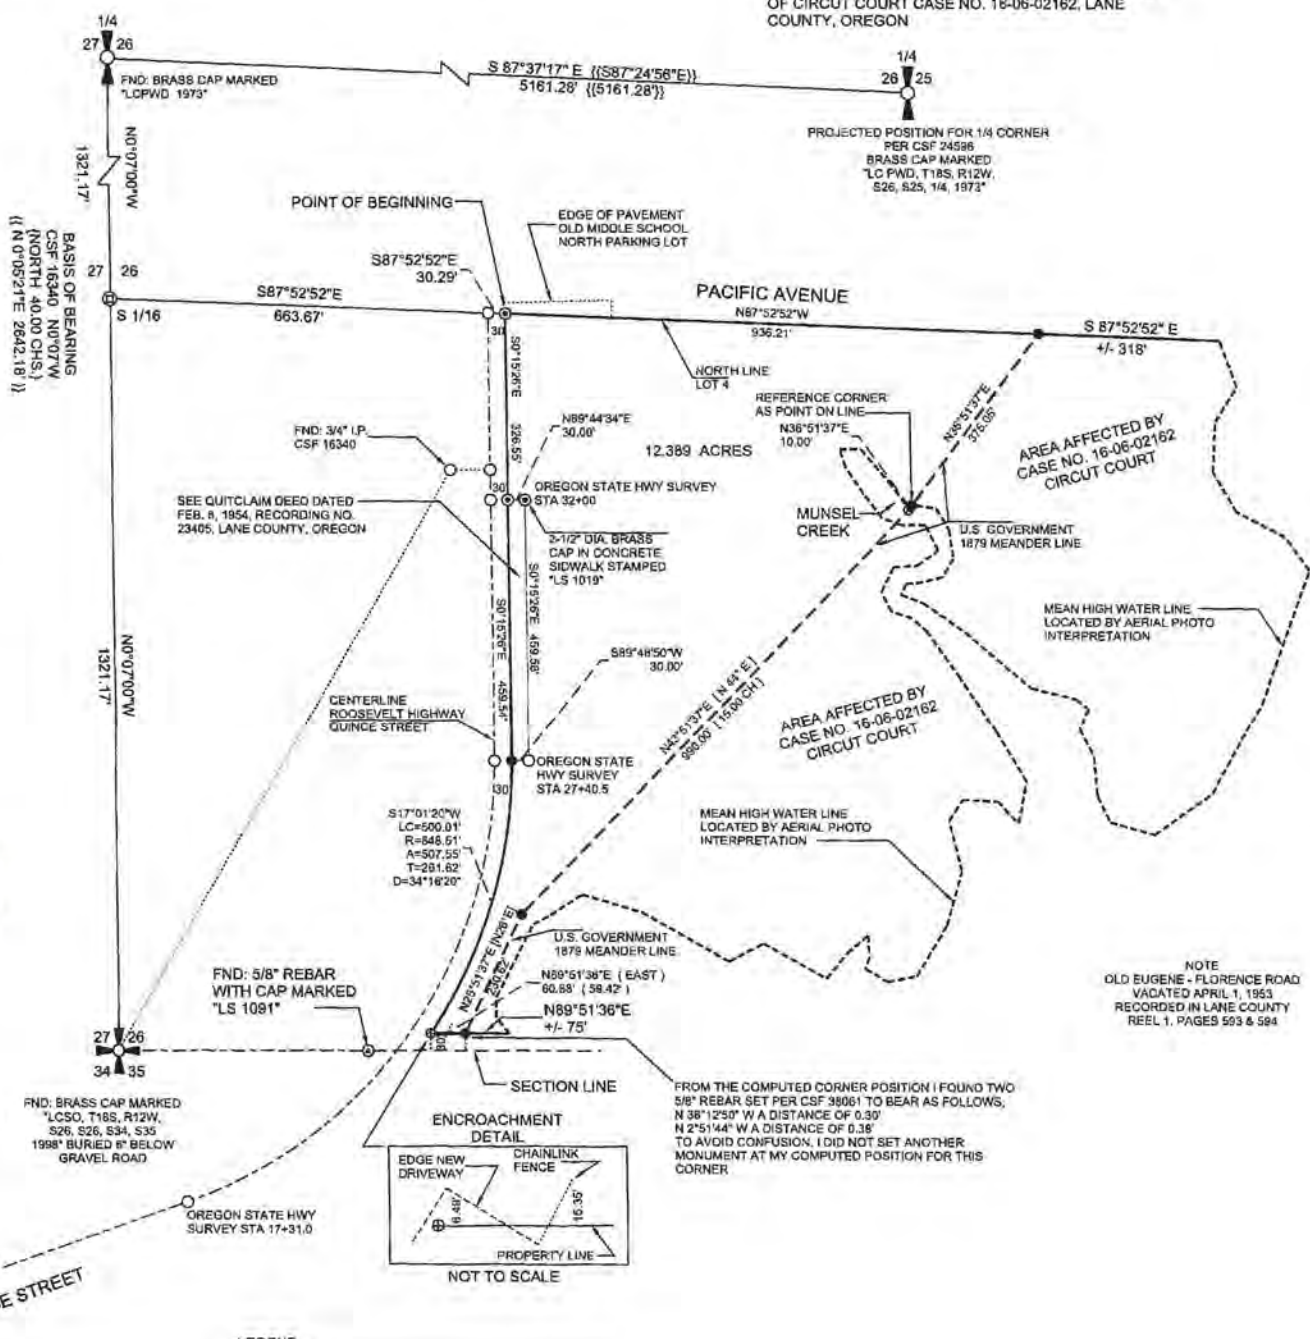 OF CIRCUT COURT CASE NO. 16-06-02162, LANE
COUNTY, OREGON
1/4
27 26
FND: BRASS CAP MARKED
"LCPWD 1973"
S 87°37'17" E {{S87°24'56"E}}
5161.28' {{5161.28'}}
1/4
26 25
PROJECTED POSITION FOR 1/4 CORNER
PER CSF 24596
BRASS CAP MARKED
"LC PWD, T18S, R12W,
S26, S25, 1/4, 1973"
N0°07'00"W
1321.17'
BASIS OF BEARING
CSF 16340 N0°07'W
(NORTH 40.00 CHS.)
{{ N 0°05'21"E 2642.18' }}
27 26
S 1/16
S87°52'52"E
663.67'
POINT OF BEGINNING
S87°52'52"E
30.29'
EDGE OF PAVEMENT
OLD MIDDLE SCHOOL
NORTH PARKING LOT
PACIFIC AVENUE
N87°52'52"W
936.21'
S 87°52'52" E
+/- 318'
30'
NORTH LINE
LOT 4
S0°15'26"E
326.55'
REFERENCE CORNER
AS POINT ON LINE
N36°51'37"E
10.00'
N36°51'37"E
375.05'
AREA AFFECTED BY
CASE NO. 16-06-02162
CIRCUT COURT
FND: 3/4" I.P.
CSF 16340
N89°44'34"E
30.00'
12.389 ACRES
30'
OREGON STATE HWY SURVEY
STA 32+00
SEE QUITCLAIM DEED DATED
FEB. 8, 1954, RECORDING NO.
23405, LANE COUNTY, OREGON
2-1/2" DIA. BRASS
CAP IN CONCRETE
SIDWALK STAMPED
"LS 1019"
MUNSEL
CREEK
U.S. GOVERNMENT
1879 MEANDER LINE
MEAN HIGH WATER LINE
LOCATED BY AERIAL PHOTO
INTERPRETATION
S0°15'26"E
459.54'
S0°15'26"E 459.58'
S89°48'50"W
30.00'
N0°07'00"W
1321.17'
CENTERLINE
ROOSEVELT HIGHWAY
QUINCE STREET
N43°51'37"E [ N 44° E ]
990.00' [ 15.00 CH ]
AREA AFFECTED BY
CASE NO. 16-06-02162
CIRCUT COURT
OREGON STATE
HWY SURVEY
STA 27+40.5
30'
S17°01'20"W
LC=500.01'
R=848.51'
A=507.55'
T=261.62'
D=34°16'20"
MEAN HIGH WATER LINE
LOCATED BY AERIAL PHOTO
INTERPRETATION
N25°51'37"E [N26°E]
230.62'
U.S. GOVERNMENT
1879 MEANDER LINE
N89°51'36"E ( EAST )
60.88' ( 58.42' )
N89°51'36"E
+/- 75'
NOTE
OLD EUGENE - FLORENCE ROAD
VACATED APRIL 1, 1953
RECORDED IN LANE COUNTY
REEL 1, PAGES 593 & 594
FND: 5/8" REBAR
WITH CAP MARKED
"LS 1091"
27 26
34 35
30'
SECTION LINE
FND: BRASS CAP MARKED
"LCSO, T18S, R12W,
S26, S26, S34, S35
1998" BURIED 6" BELOW
GRAVEL ROAD
FROM THE COMPUTED CORNER POSITION I FOUND TWO
5/8" REBAR SET PER CSF 38061 TO BEAR AS FOLLOWS,
N 38°12'50" W A DISTANCE OF 0.30'
N 2°51'44" W A DISTANCE OF 0.38'
TO AVOID CONFUSION, I DID NOT SET ANOTHER
MONUMENT AT MY COMPUTED POSITION FOR THIS
CORNER
ENCROACHMENT
DETAIL
EDGE NEW
DRIVEWAY
CHAINLINK
FENCE
6.49'
15.35'
PROPERTY LINE
NOT TO SCALE
OREGON STATE HWY
SURVEY STA 17+31.0
E STREET